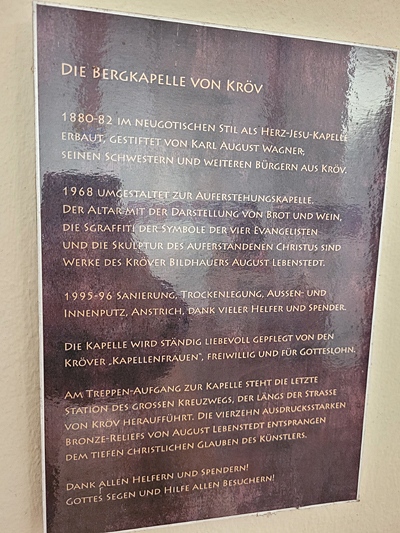 Die Bergkapelle von Kröv
1880-82 im neugotischen Stil als Herz-Jesu-Kapelle
erbaut, gestiftet von Karl August Wagner,
seinen Schwestern und weiteren Bürgern aus Kröv.
1968 umgestaltet zur Auferstehungskapelle.
Der Altar mit der Darstellung von Brot und Wein,
die Sgraffiti der Symbole der vier Evangelisten
und die Skulptur des auferstandenen Christus sind
Werke des Kröver Bildhauers August Lebenstedt.
1995-96 Sanierung, Trockenlegung, Aussen- und
Innenputz, Anstrich, dank vieler Helfer und Spender.
Die Kapelle wird ständig liebevoll gepflegt von den
Kröver „Kapellenfrauen", freiwillig und für Gotteslohn.
Am Treppen-Aufgang zur Kapelle steht die letzte
Station des grossen Kreuzwegs, der längs der Strasse
von Kröv heraufführt. Die vierzehn ausdrucksstarken
Bronze-Reliefs von August Lebenstedt entsprangen
dem tiefen christlichen Glauben des Künstlers.
Dank allen Helfern und Spendern!
Gottes Segen und Hilfe allen Besuchern!